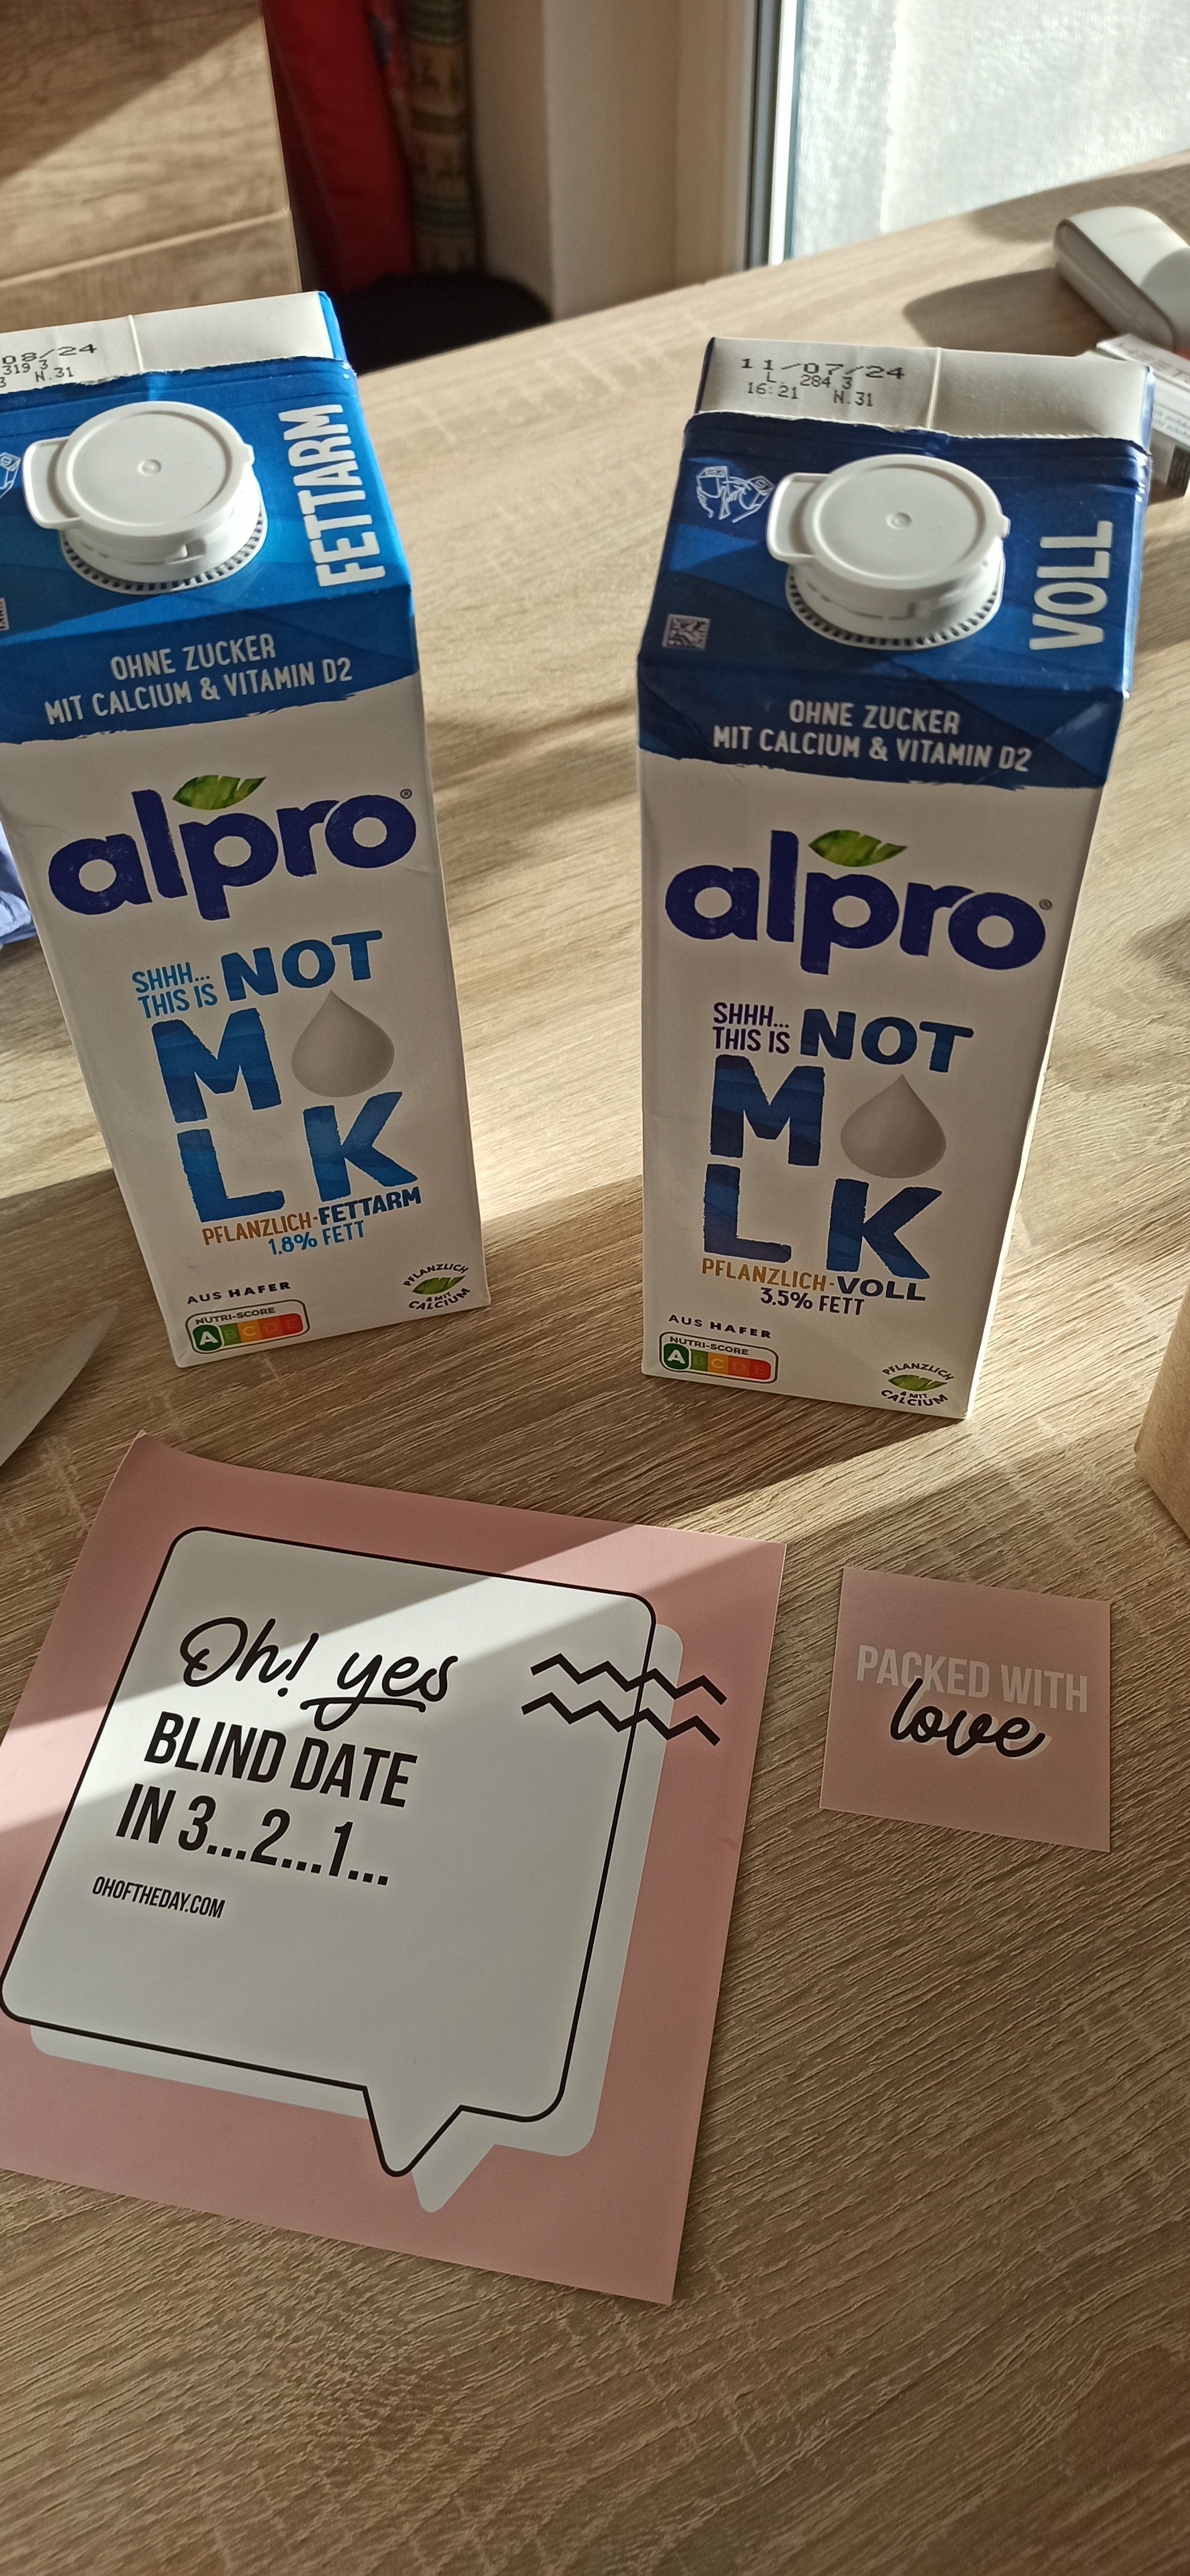 08/24
319 3
N.31
FETTARM
OHNE ZUCKER
MIT CALCIUM & VITAMIN D2
alpro®
SHHH...
THIS IS NOT
M LK
PFLANZLICH-FETTARM
1.8% FETT
AUS HAFER
NUTRI-SCORE
A B C D E
PFLANZLICH
& MIT
CALCIUM
11/07/24
L 284 3
16:21 N.31
VOLL
OHNE ZUCKER
MIT CALCIUM & VITAMIN D2
alpro®
SHHH...
THIS IS NOT
M
LK
PFLANZLICH-VOLL
3.5% FETT
AUS HAFER
NUTRI-SCORE
A B C D E
PFLANZLICH
& MIT
CALCIUM
Oh! yes
BLIND DATE
IN 3...2...1...
OHOFTHEDAY.COM
PACKED WITH
love